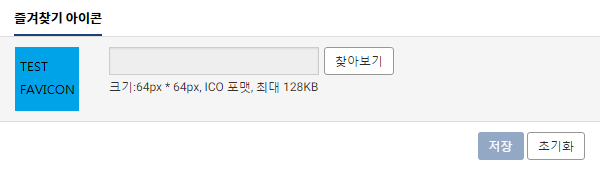 즐겨찾기 아이콘
TEST
FAVICON
찾아보기
크기:64px * 64px, ICO 포맷, 최대 128KB
저장
초기화